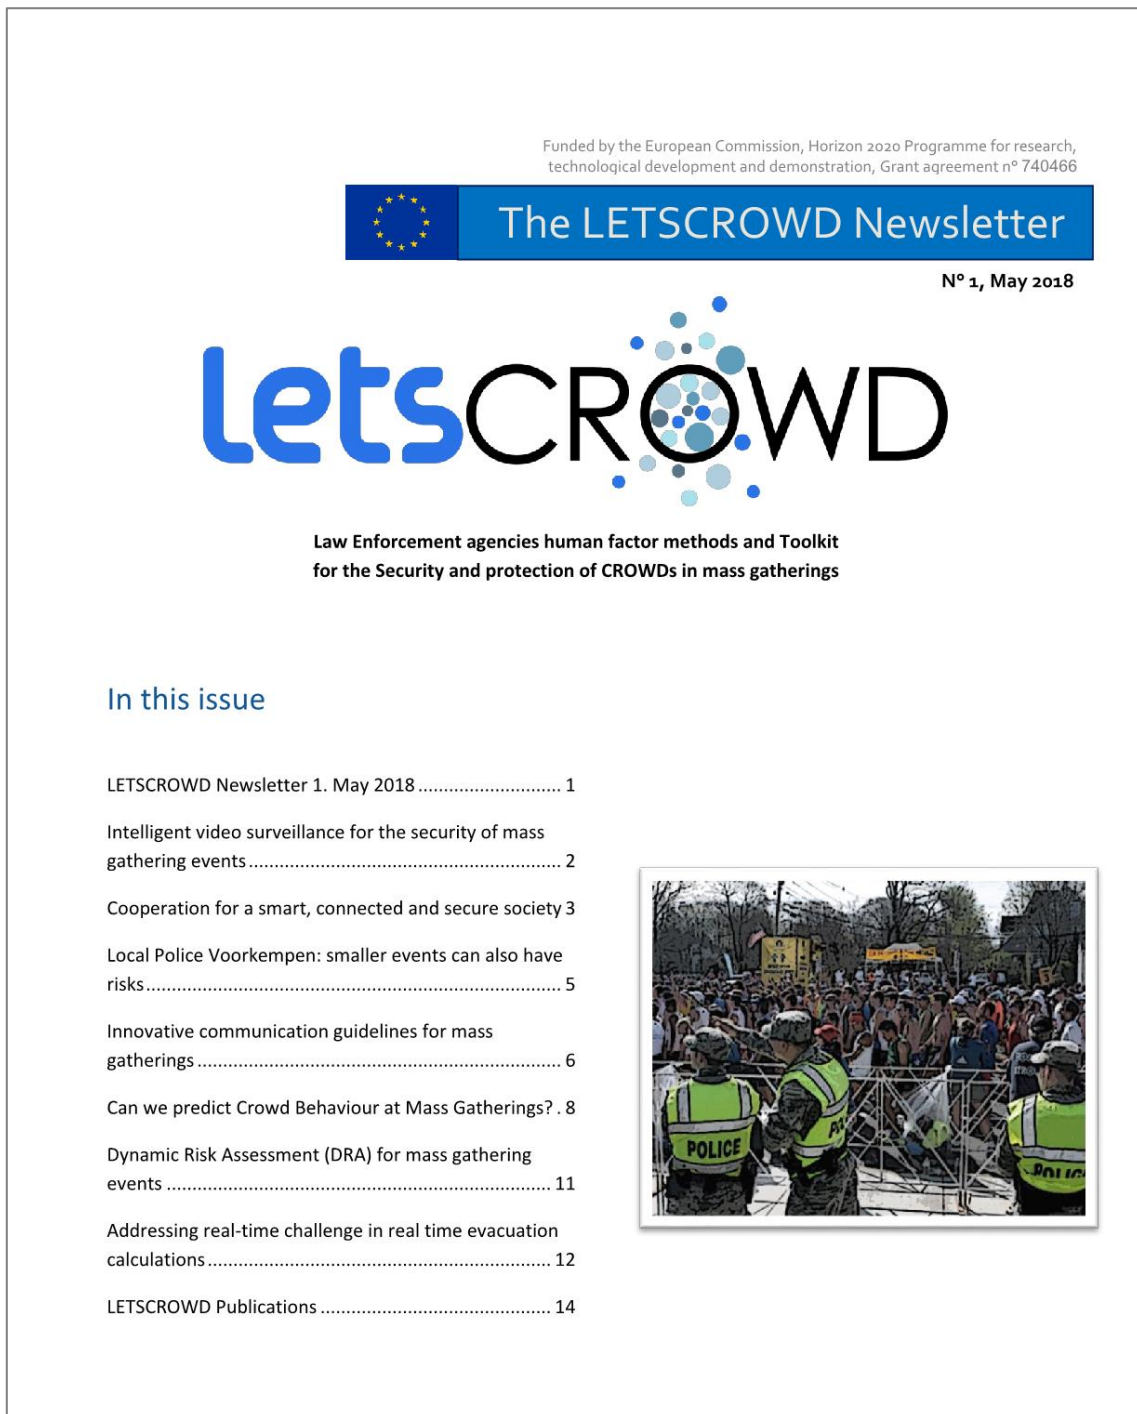 Funded by the European Commission, Horizon 2020 Programme for research,
technological development and demonstration, Grant agreement nº 740466
The LETSCROWD Newsletter
Nº 1, May 2018
letsCROWD
Law Enforcement agencies human factor methods and Toolkit
for the Security and protection of CROWDs in mass gatherings
In this issue
LETSCROWD Newsletter 1. May 2018 ............................ 1
Intelligent video surveillance for the security of mass
gathering events ............................................................. 2
Cooperation for a smart, connected and secure society 3
Local Police Voorkempen: smaller events can also have
risks ................................................................................. 5
Innovative communication guidelines for mass
gatherings ....................................................................... 6
Can we predict Crowd Behaviour at Mass Gatherings? . 8
Dynamic Risk Assessment (DRA) for mass gathering
events ........................................................................... 11
Addressing real-time challenge in real time evacuation
calculations ................................................................... 12
LETSCROWD Publications ............................................. 14
POLICE
POLICE